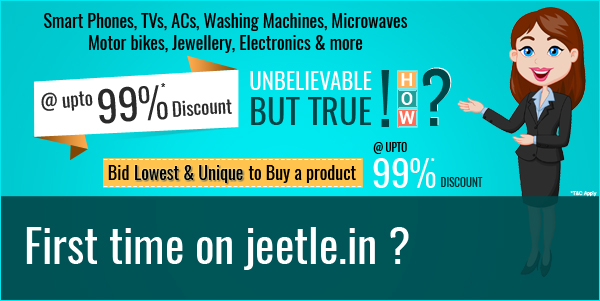 Smart Phones, TVs, ACs, Washing Machines, Microwaves
Motor bikes, Jewellery, Electronics & more
@ upto 99%* Discount
UNBELIEVABLE
BUT TRUE ! HOW ?
Bid Lowest & Unique to Buy a product
@ UPTO
99%* DISCOUNT
*T&C Apply
First time on jeetle.in ?